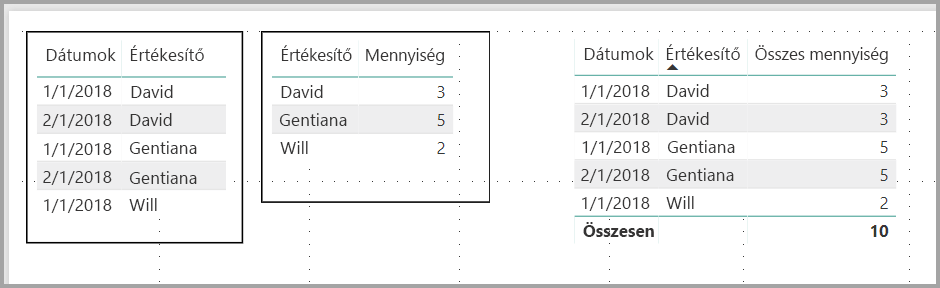 Dátumok Értékesítő
1/1/2018 David
2/1/2018 David
1/1/2018 Gentiana
2/1/2018 Gentiana
1/1/2018 Will
Értékesítő Mennyiség
David 3
Gentiana 5
Will 2
Dátumok Értékesítő Összes mennyiség
1/1/2018 David 3
2/1/2018 David 3
1/1/2018 Gentiana 5
2/1/2018 Gentiana 5
1/1/2018 Will 2
Összesen 10